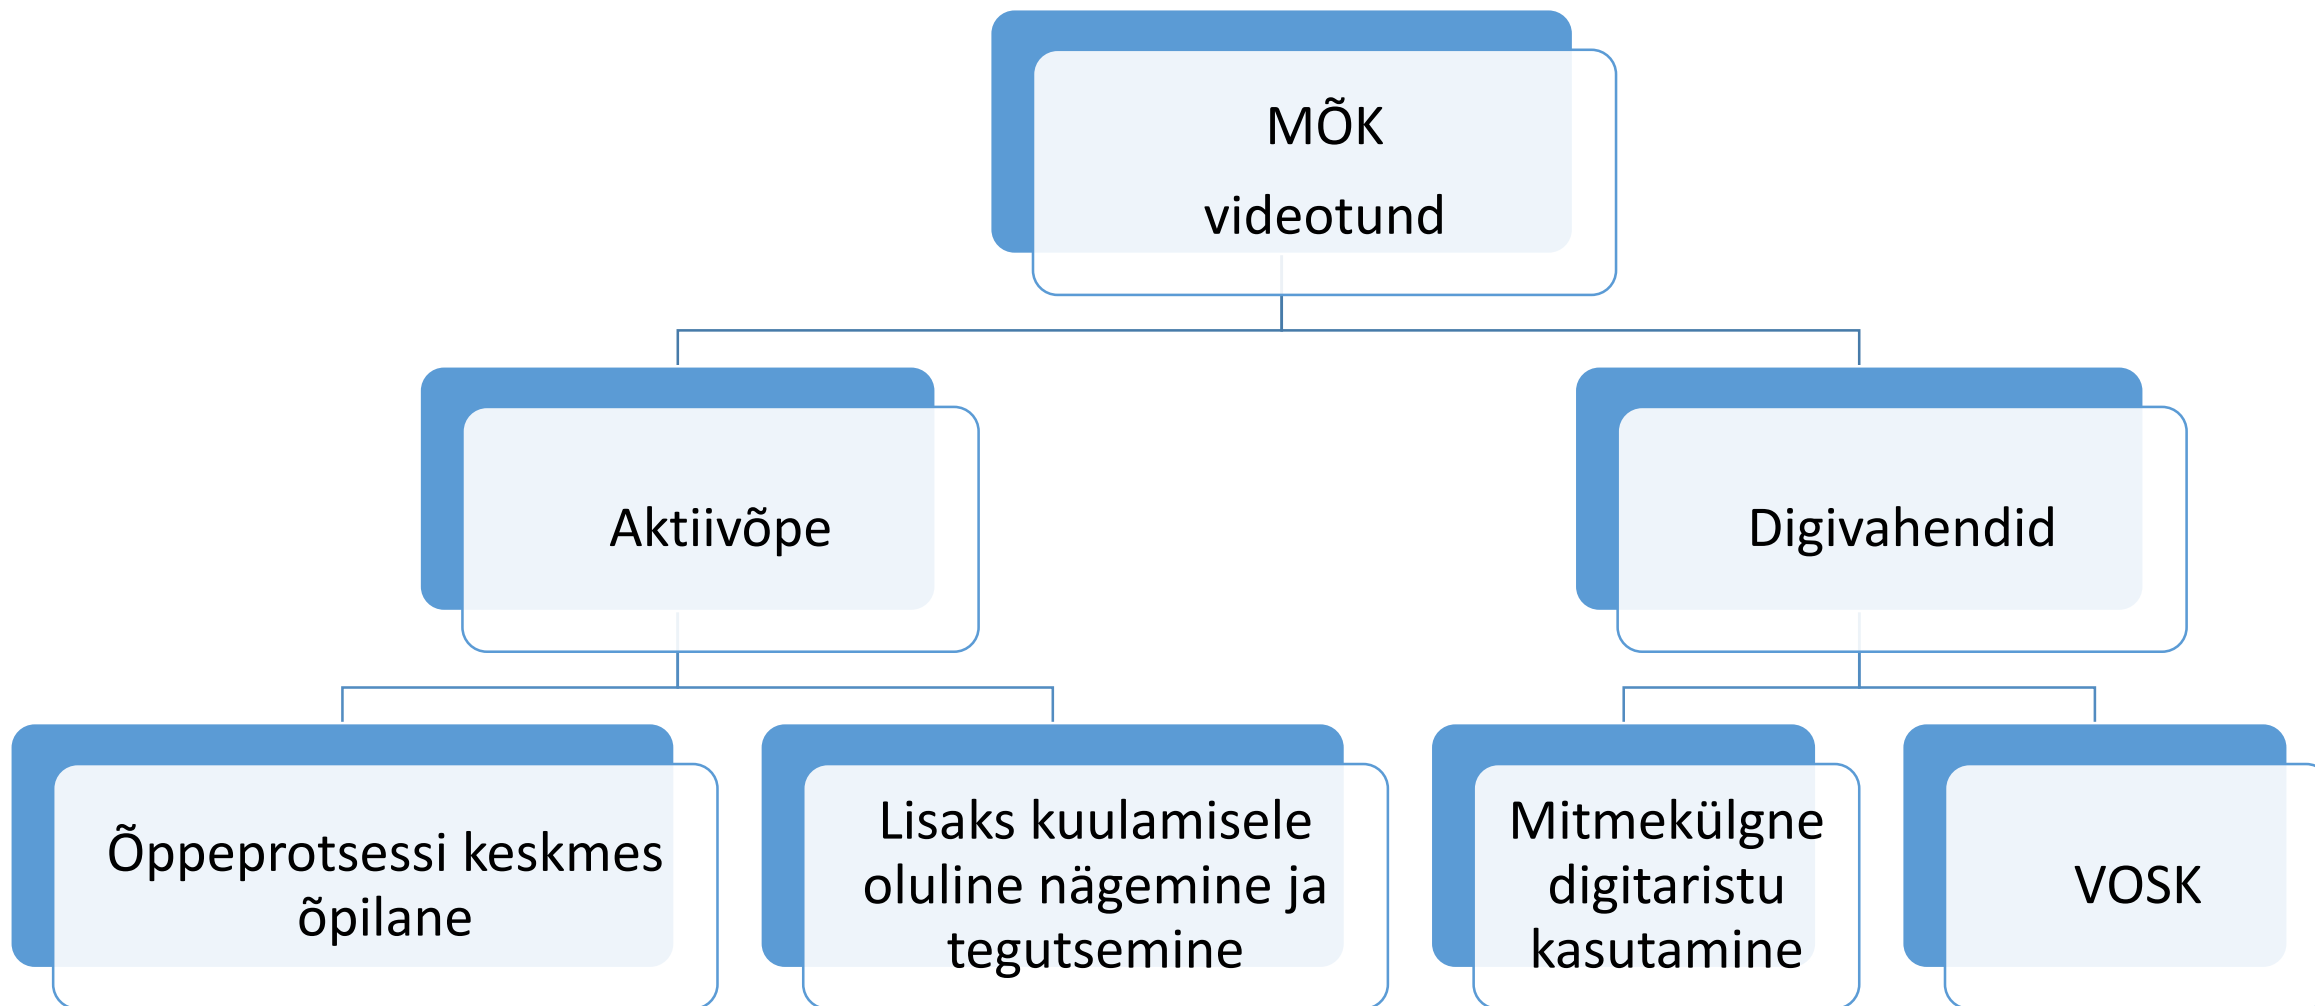 MÕK
videotund
Aktiivõpe
Digivahendid
Õppeprotsessi keskmes
õpilane
Lisaks kuulamisele
oluline nägemine ja
tegutsemine
Mitmekülgne
digitaristu
kasutamine
VOSK